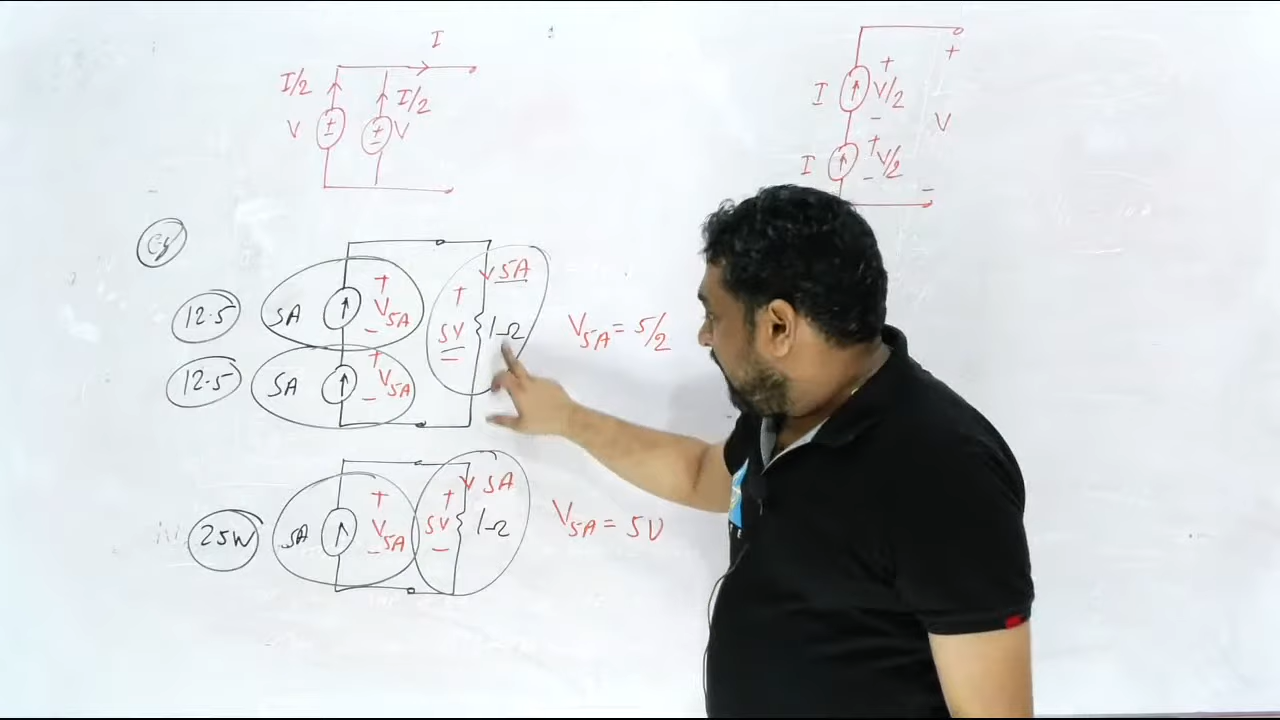 I
I/2
I/2
V
V
+
I
V/2
+
-
V
I
+
V/2
-
-
Eg
12.5
5A
+
V5A
-
5A
+
5V
-
1Ω
V5A = 5/2
12.5
5A
+
V5A
-
25W
5A
+
V5A
-
5A
+
5V
-
1Ω
V5A = 5V